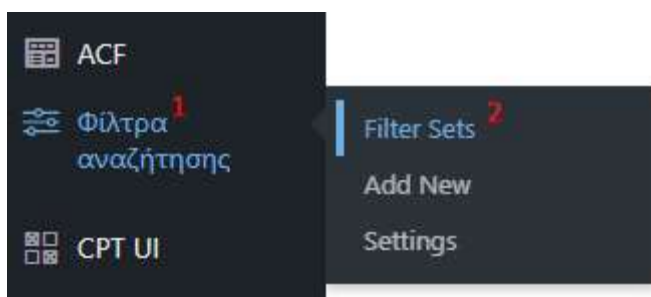 ACF
Φίλτρα 1
αναζήτησης
CPT UI
Filter Sets 2
Add New
Settings